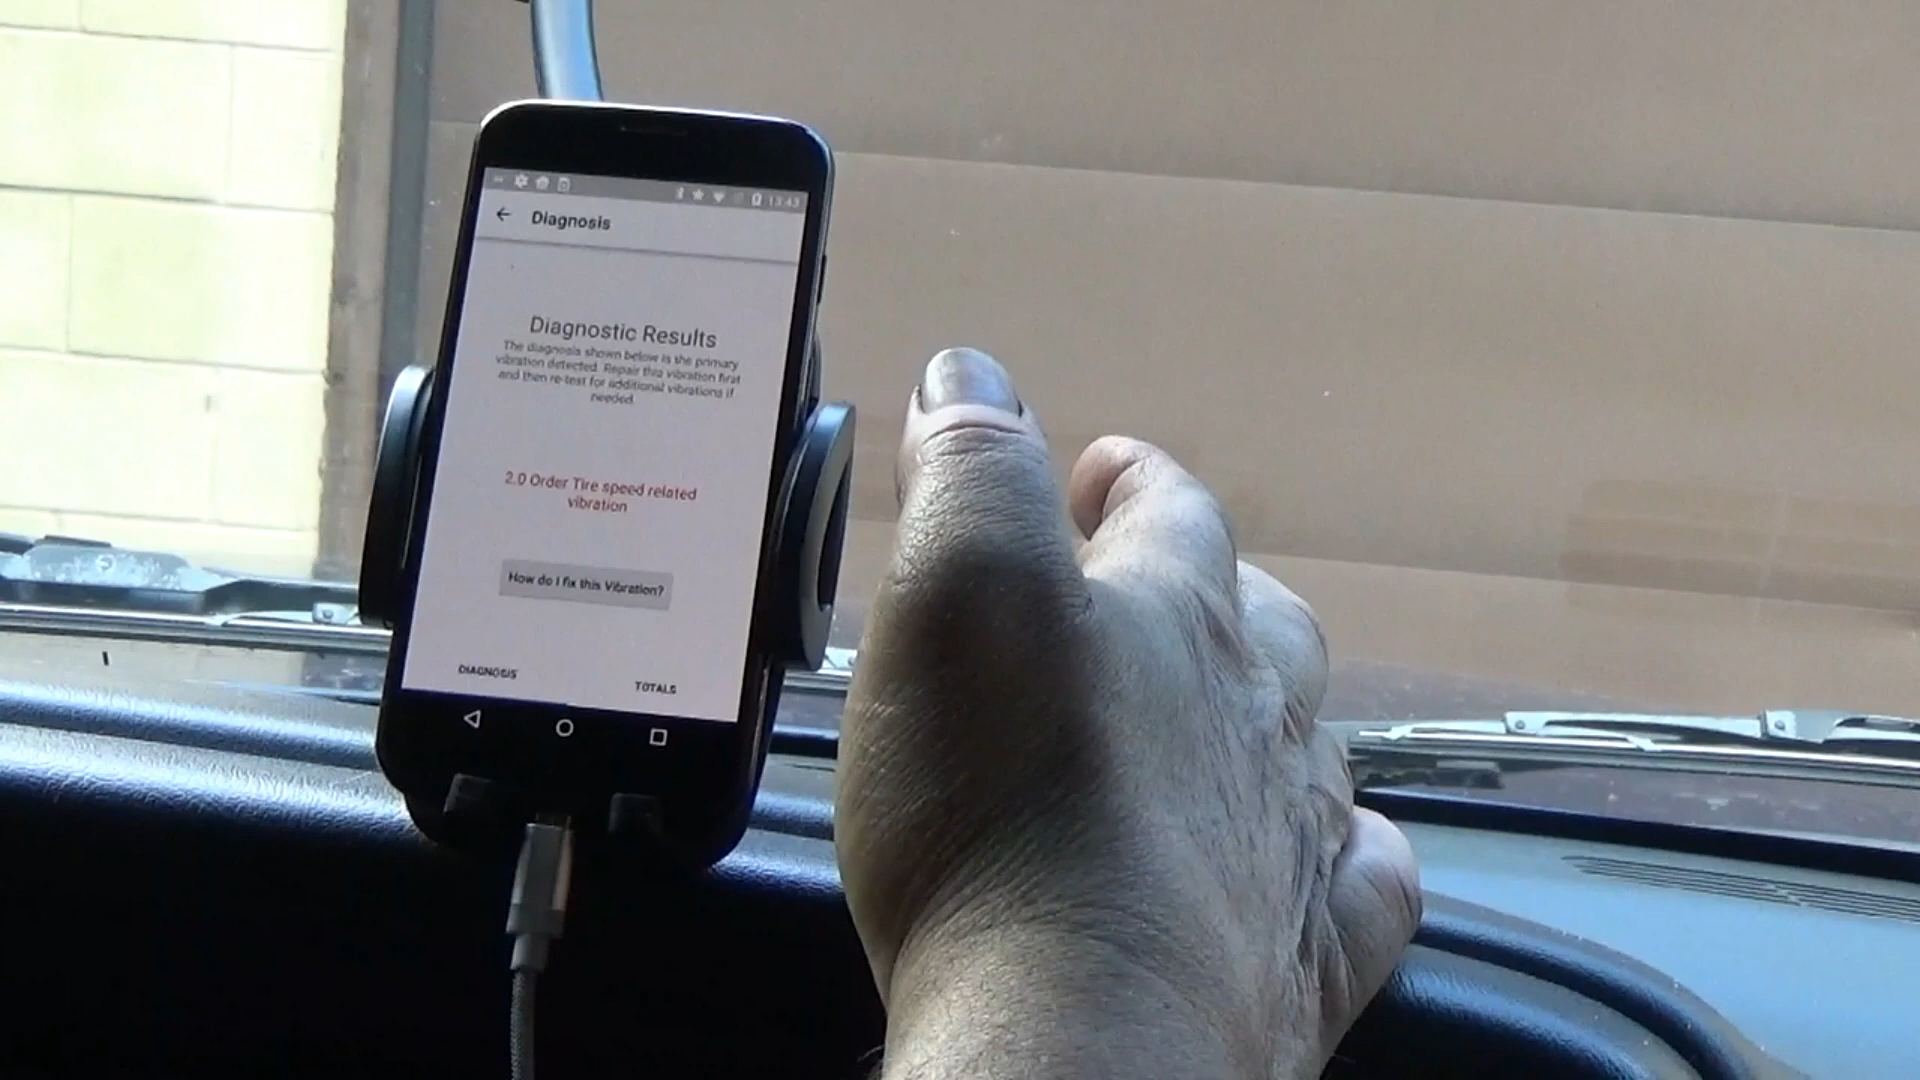 13:43
Diagnosis
Diagnostic Results
The diagnosis shown below is the primary
vibration detected. Repair this vibration first
and then re-test for additional vibrations if
needed.
2.0 Order Tire speed related
vibration
How do I fix this Vibration?
DIAGNOSIS
TOTALS